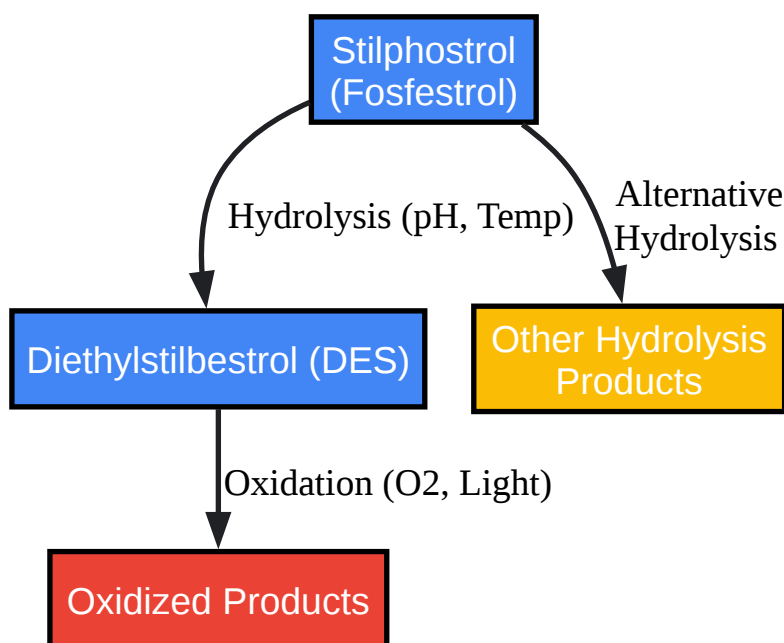 Stilphostrol
(Fosfestrol)
Hydrolysis (pH, Temp)
Alternative
Hydrolysis
Diethylstilbestrol (DES)
Other Hydrolysis
Products
Oxidation (O2, Light)
Oxidized Products